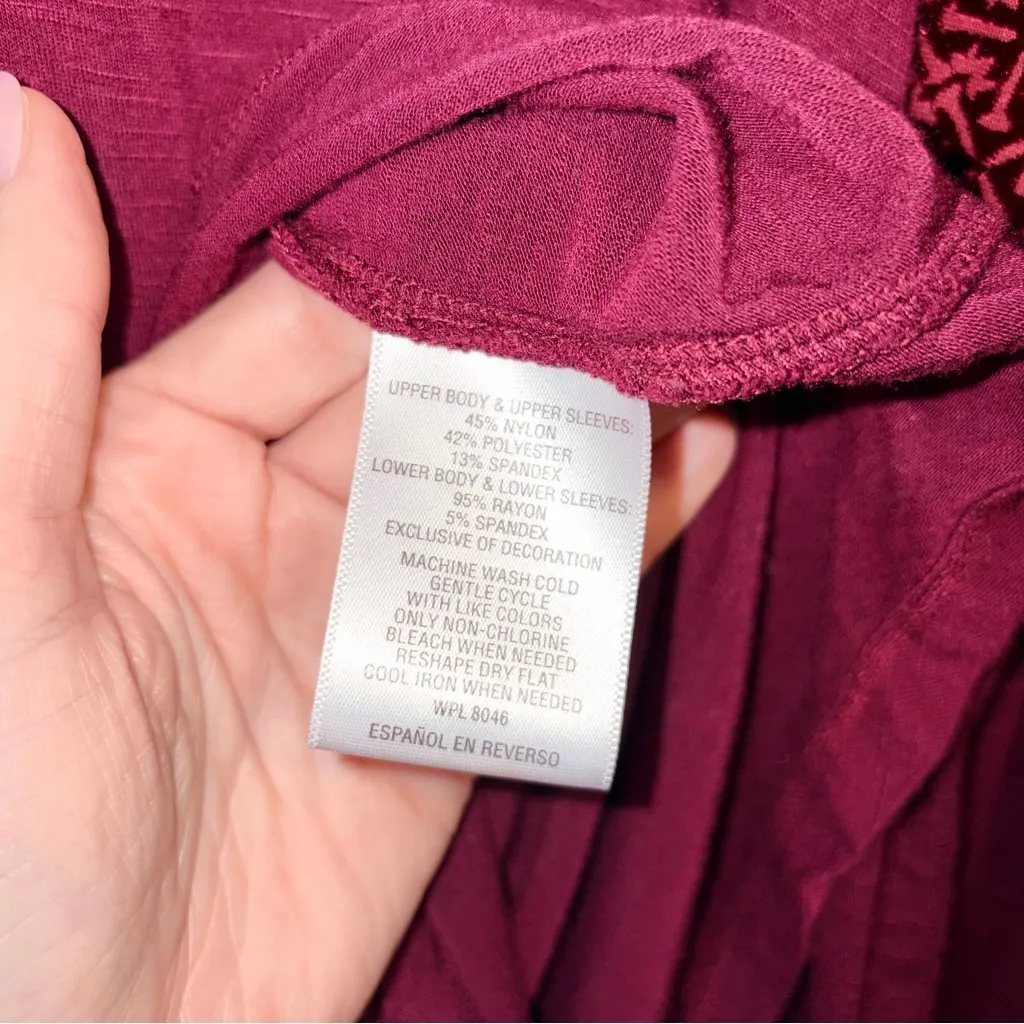 UPPER BODY & UPPER SLEEVES:
45% NYLON
42% POLYESTER
13% SPANDEX
LOWER BODY & LOWER SLEEVES:
95% RAYON
5% SPANDEX
EXCLUSIVE OF DECORATION
MACHINE WASH COLD
GENTLE CYCLE
WITH LIKE COLORS
ONLY NON-CHLORINE
BLEACH WHEN NEEDED
RESHAPE DRY FLAT
COOL IRON WHEN NEEDED
WPL 8046
ESPAÑOL EN REVERSO